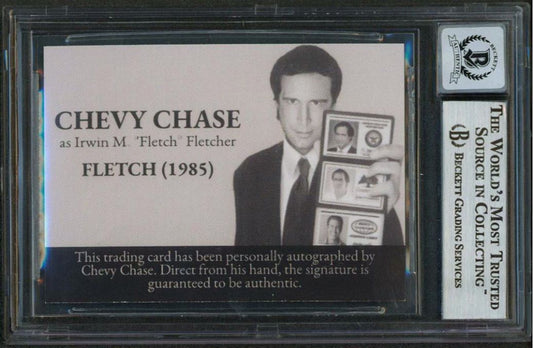 CHEVY CHASE
as Irwin M. "Fletch" Fletcher
FLETCH (1985)
This trading card has been personally autographed by
Chevy Chase. Direct from his hand, the signature is
guaranteed to be authentic.
BECKETT
AUTHENTIC
B
THE WORLD'S MOST TRUSTED
SOURCE IN COLLECTING™
B BECKETT GRADING SERVICES